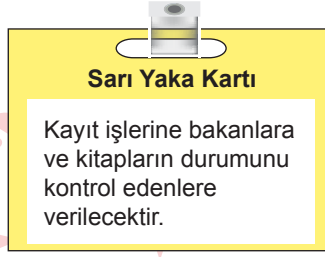 Sarı Yaka Kartı
Kayıt işlerine bakanlara
ve kitapların durumunu
kontrol edenlere
verilecektir.